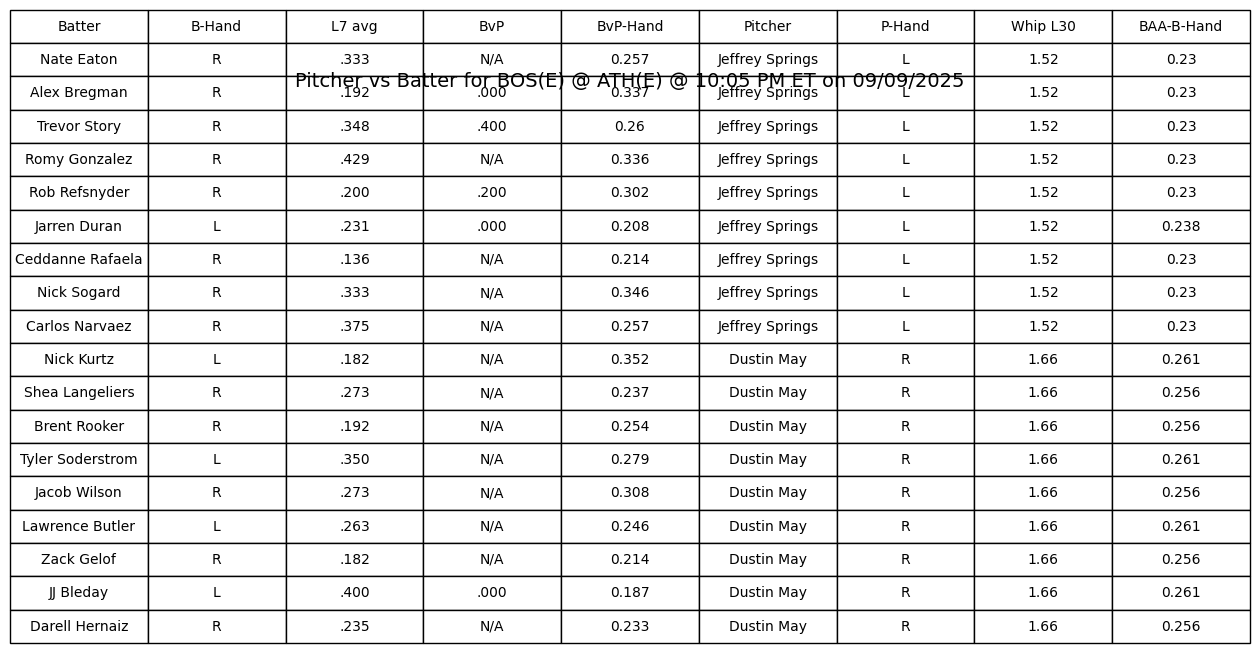 Batter B-Hand L7 avg BvP BvP-Hand Pitcher P-Hand Whip L30 BAA-B-Hand
Nate Eaton R .333 N/A 0.257 Jeffrey Springs L 1.52 0.23
Pitcher vs Batter for BOS(E) @ ATH(E) @ 10:05 PM ET on 09/09/2025
Alex Bregman R .192 .000 0.337 Jeffrey Springs L 1.52 0.23
Trevor Story R .348 .400 0.26 Jeffrey Springs L 1.52 0.23
Romy Gonzalez R .429 N/A 0.336 Jeffrey Springs L 1.52 0.23
Rob Refsnyder R .200 .200 0.302 Jeffrey Springs L 1.52 0.23
Jarren Duran L .231 .000 0.208 Jeffrey Springs L 1.52 0.238
Ceddanne Rafaela R .136 N/A 0.214 Jeffrey Springs L 1.52 0.23
Nick Sogard R .333 N/A 0.346 Jeffrey Springs L 1.52 0.23
Carlos Narvaez R .375 N/A 0.257 Jeffrey Springs L 1.52 0.23
Nick Kurtz L .182 N/A 0.352 Dustin May R 1.66 0.261
Shea Langeliers R .273 N/A 0.237 Dustin May R 1.66 0.256
Brent Rooker R .192 N/A 0.254 Dustin May R 1.66 0.256
Tyler Soderstrom L .350 N/A 0.279 Dustin May R 1.66 0.261
Jacob Wilson R .273 N/A 0.308 Dustin May R 1.66 0.256
Lawrence Butler L .263 N/A 0.246 Dustin May R 1.66 0.261
Zack Gelof R .182 N/A 0.214 Dustin May R 1.66 0.256
JJ Bleday L .400 .000 0.187 Dustin May R 1.66 0.261
Darell Hernaiz R .235 N/A 0.233 Dustin May R 1.66 0.256